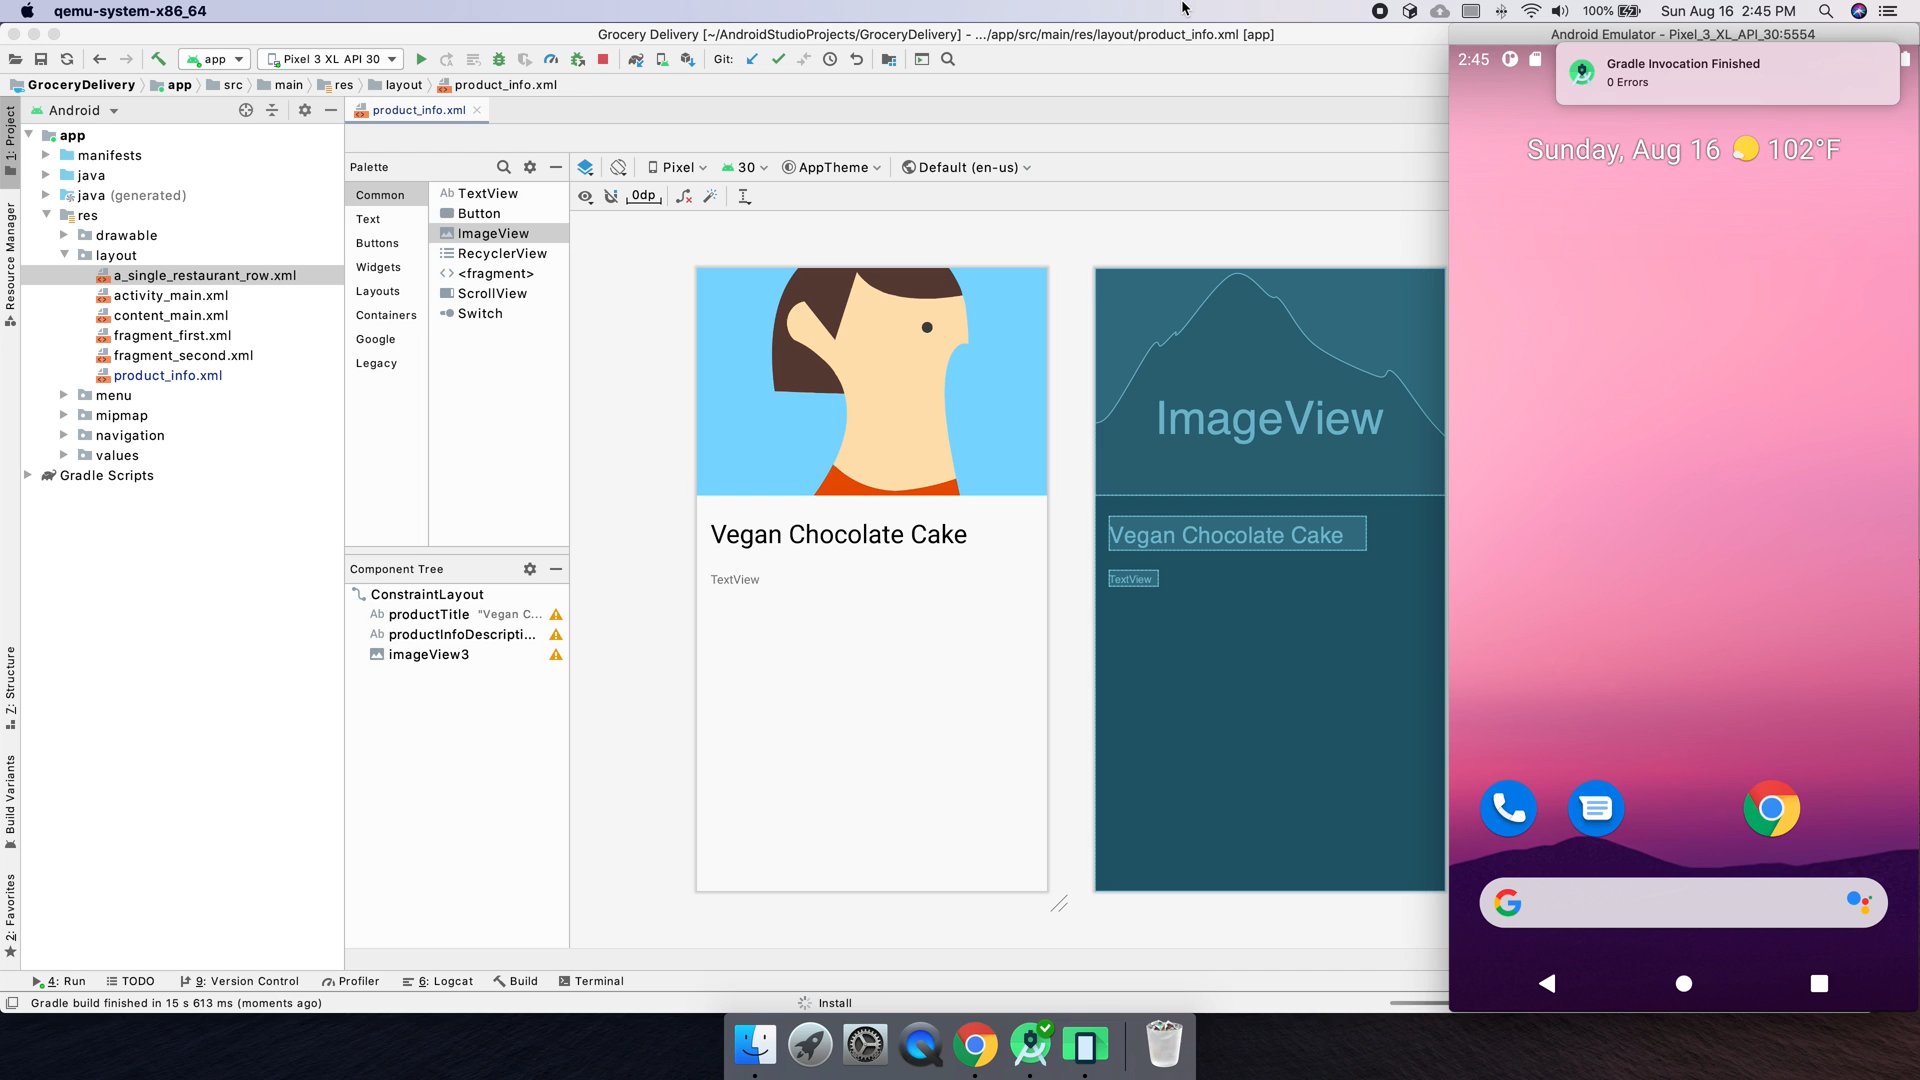 qemu-system-x86_64
100%
Sun Aug 16 2:45 PM
Grocery Delivery [~/AndroidStudioProjects/GroceryDelivery] - .../app/src/main/res/layout/product_info.xml [app]
Android Emulator - Pixel_3_XL_API_30:5554
app
Pixel 3 XL API 30
Git:
GroceryDelivery
app
src
main
res
layout
product_info.xml
2:45
Gradle Invocation Finished
0 Errors
Sunday, Aug 16
102°F
1: Project
Resource Manager
Z: Structure
Build Variants
2: Favorites
Android
app
manifests
java
java (generated)
res
drawable
layout
a_single_restaurant_row.xml
activity_main.xml
content_main.xml
fragment_first.xml
fragment_second.xml
product_info.xml
menu
mipmap
navigation
values
Gradle Scripts
product_info.xml
Palette
Common
Text
Buttons
Widgets
Layouts
Containers
Google
Legacy
Ab TextView
Button
ImageView
RecyclerView
<> <fragment>
ScrollView
Switch
Component Tree
ConstraintLayout
Ab productTitle "Vegan C...
Ab productInfoDescripti...
imageView3
Pixel
30
AppTheme
Default (en-us)
0dp
Vegan Chocolate Cake
TextView
ImageView
Vegan Chocolate Cake
TextView
4: Run
TODO
9: Version Control
Profiler
6: Logcat
Build
Terminal
Gradle build finished in 15 s 613 ms (moments ago)
Install